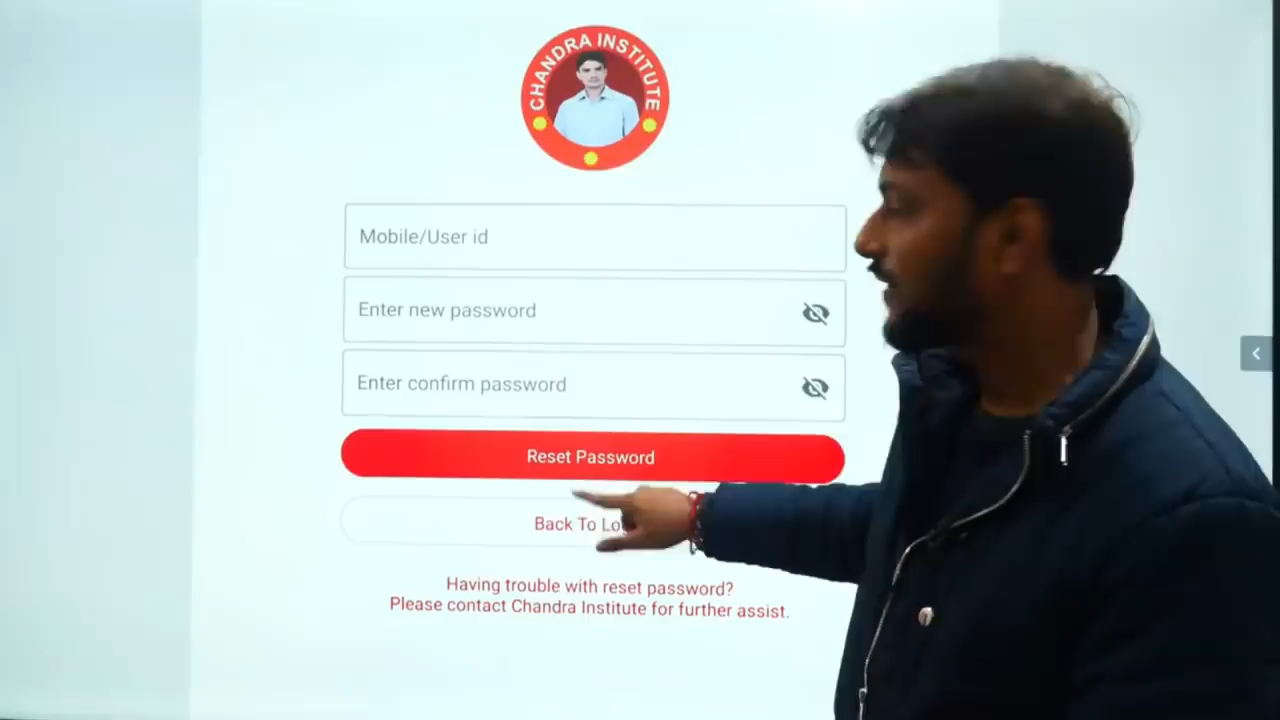 CHANDRA INSTITUTE
Mobile/User id
Enter new password
Enter confirm password
Reset Password
Back To
Having trouble with reset password?
Please contact Chandra Institute for further assist.